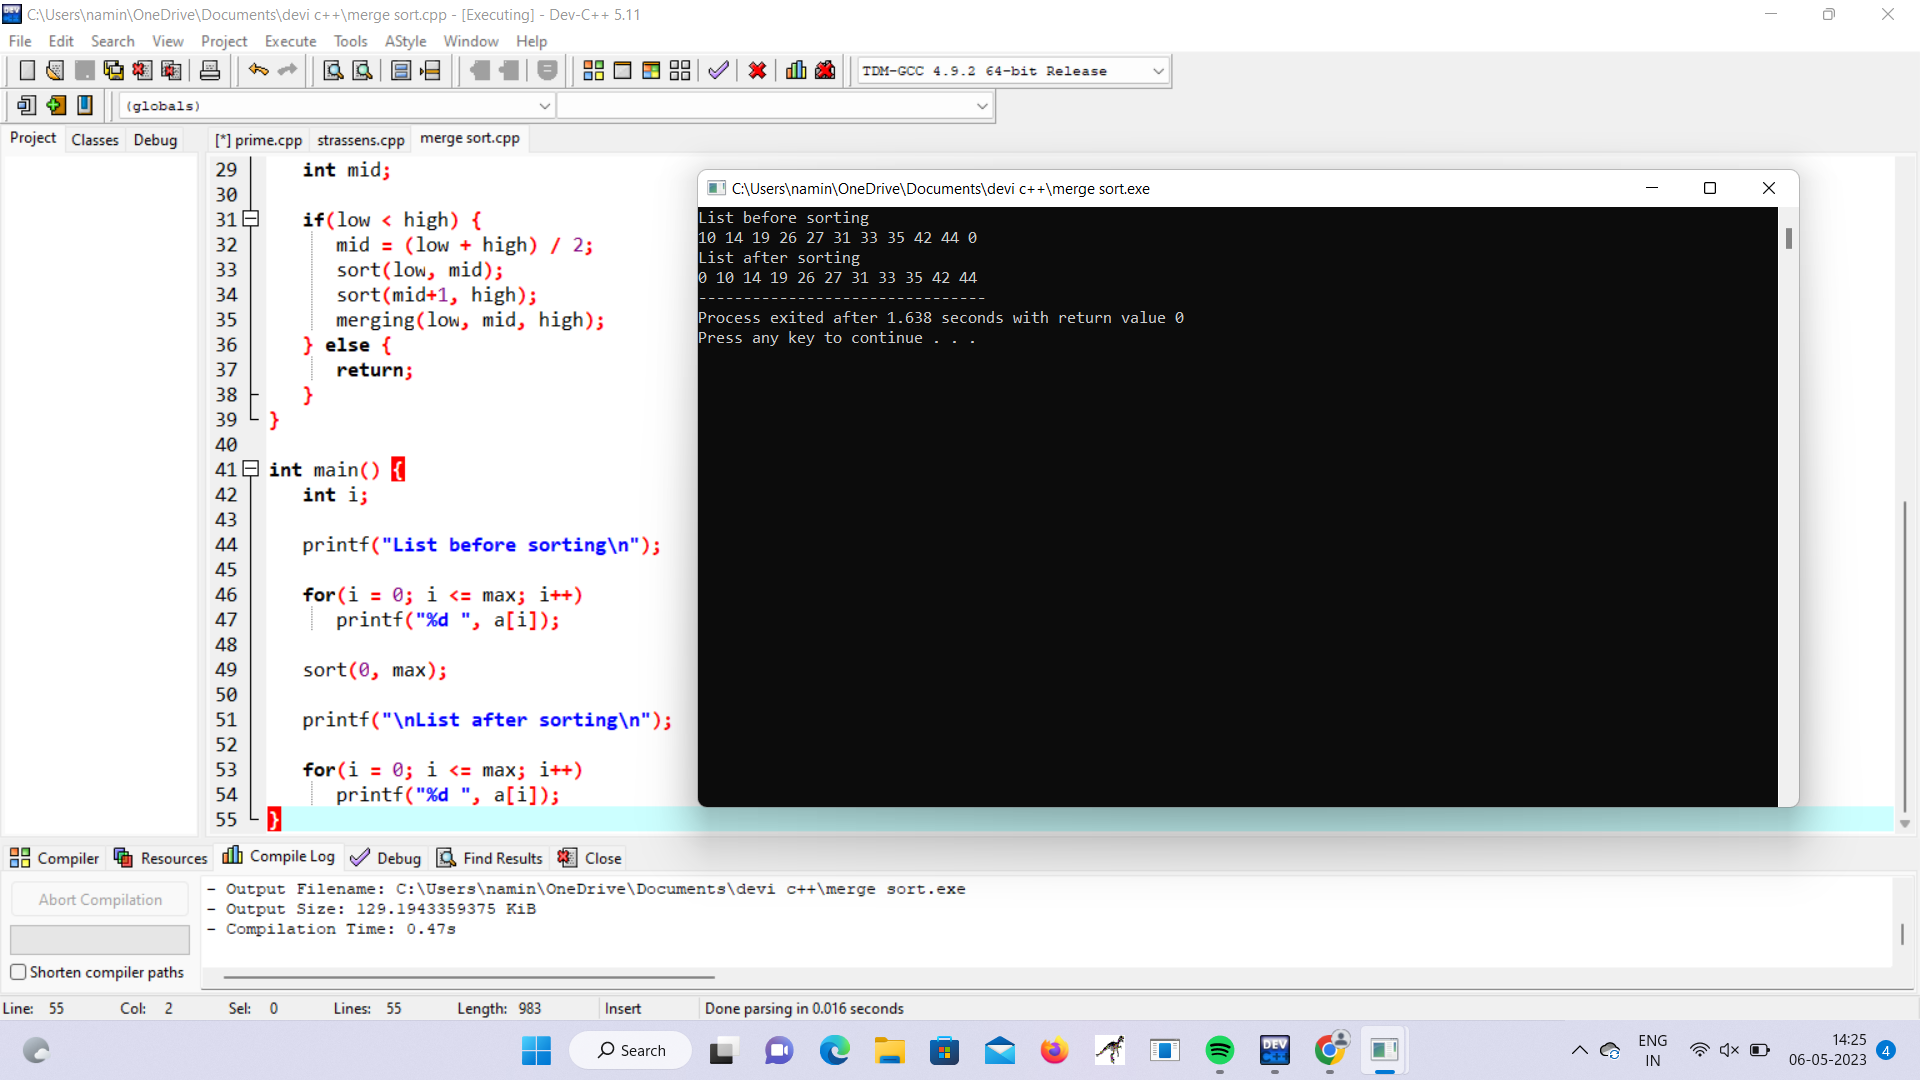 C:\Users\namin\OneDrive\Documents\devi c++\merge sort.cpp - [Executing] - Dev-C++ 5.11
File Edit Search View Project Execute Tools AStyle Window Help
TDM-GCC 4.9.2 64-bit Release
(globals)
Project Classes Debug
[*] prime.cpp strassens.cpp merge sort.cpp
29 int mid;
30
31 if(low < high) {
32 mid = (low + high) / 2;
33 sort(low, mid);
34 sort(mid+1, high);
35 merging(low, mid, high);
36 } else {
37 return;
38 }
39 }
40
41 int main() {
42 int i;
43
44 printf("List before sorting\n");
45
46 for(i = 0; i <= max; i++)
47 printf("%d ", a[i]);
48
49 sort(0, max);
50
51 printf("\nList after sorting\n");
52
53 for(i = 0; i <= max; i++)
54 printf("%d ", a[i]);
55 }
C:\Users\namin\OneDrive\Documents\devi c++\merge sort.exe
List before sorting
10 14 19 26 27 31 33 35 42 44 0
List after sorting
0 10 14 19 26 27 31 33 35 42 44
--------------------------------
Process exited after 1.638 seconds with return value 0
Press any key to continue . . .
Compiler Resources Compile Log Debug Find Results Close
Abort Compilation
Shorten compiler paths
- Output Filename: C:\Users\namin\OneDrive\Documents\devi c++\merge sort.exe
- Output Size: 129.1943359375 KiB
- Compilation Time: 0.47s
Line: 55 Col: 2 Sel: 0 Lines: 55 Length: 983 Insert Done parsing in 0.016 seconds
Search
DEV
ENG
IN
14:25
06-05-2023
4